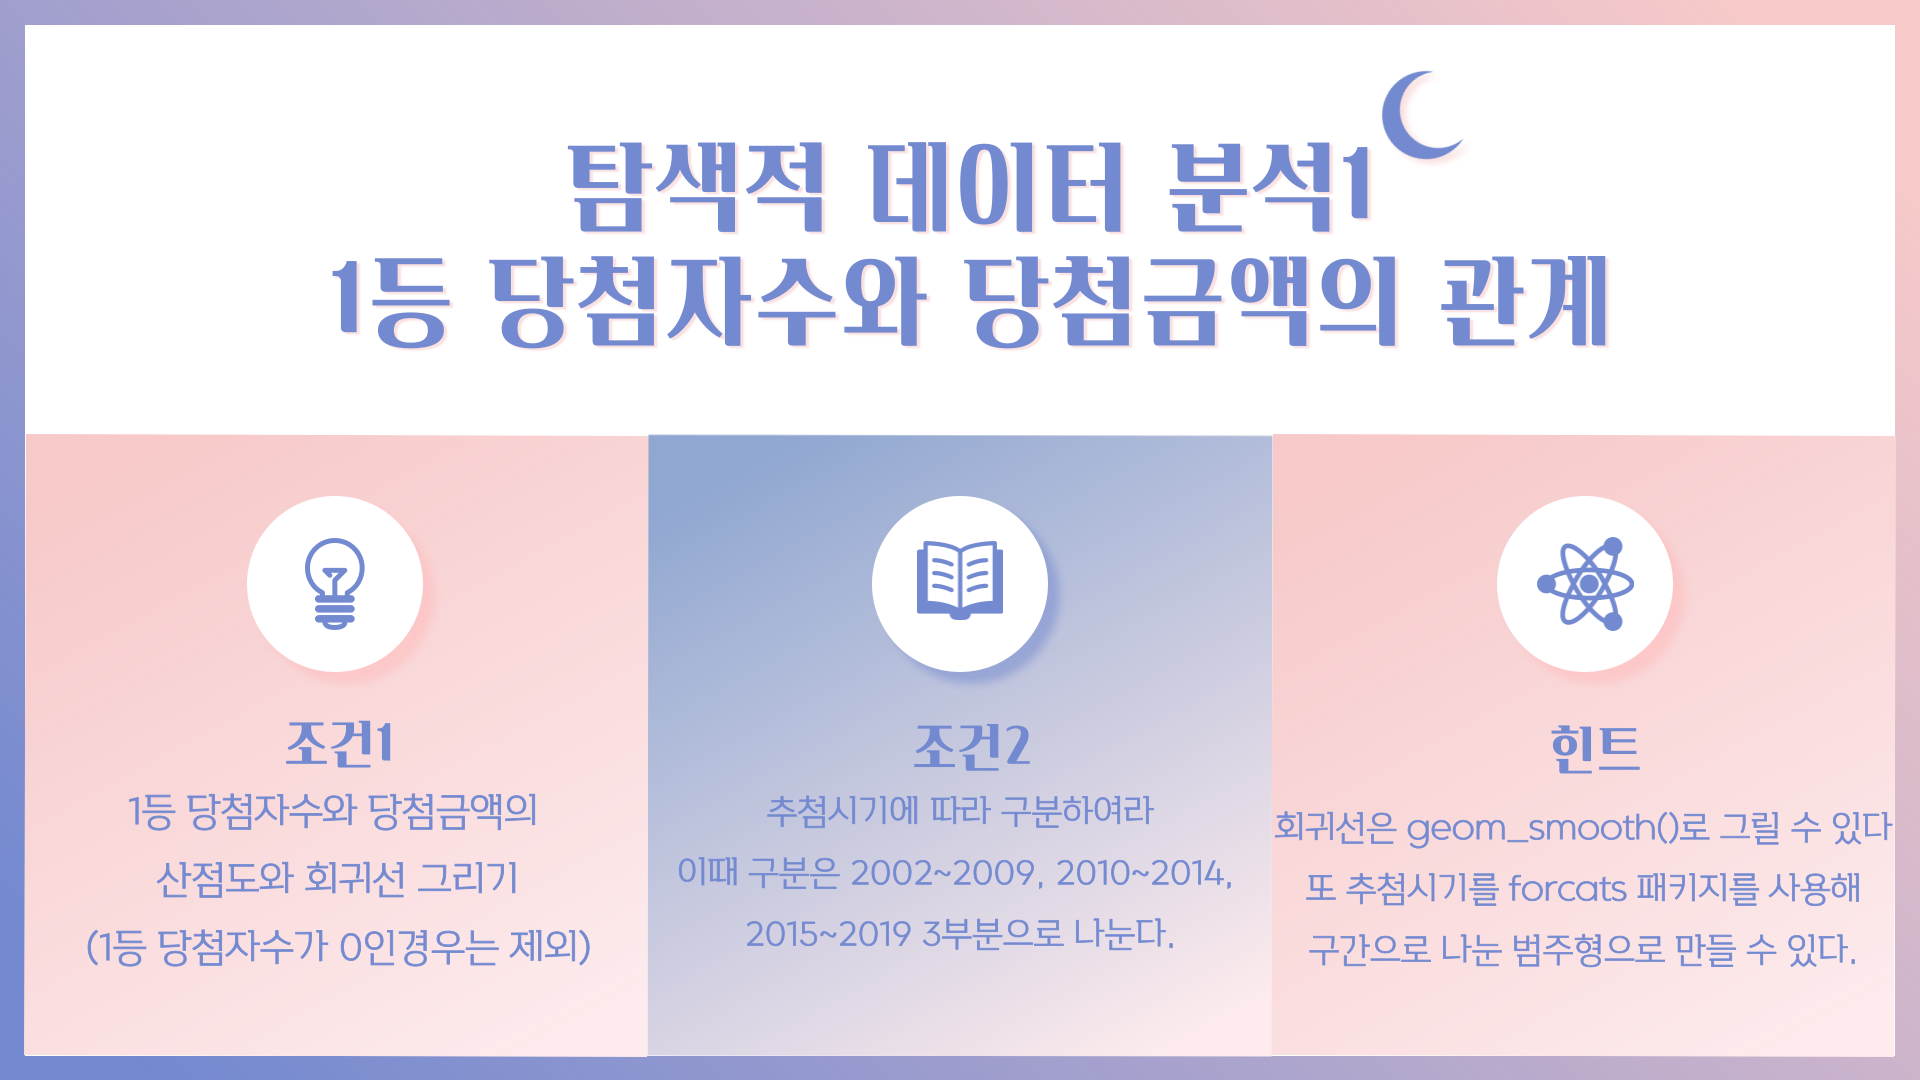 탐색적 데이터 분석1
1등 당첨자수와 당첨금액의 관계
조건1
1등 당첨자수와 당첨금액의
산점도와 회귀선 그리기
(1등 당첨자수가 0인경우는 제외)
조건2
추첨시기에 따라 구분하여라
이때 구분은 2002~2009, 2010~2014,
2015~2019 3부분으로 나눈다.
힌트
회귀선은 geom_smooth()로 그릴 수 있다
또 추첨시기를 forcats 패키지를 사용해
구간으로 나눈 범주형으로 만들 수 있다.